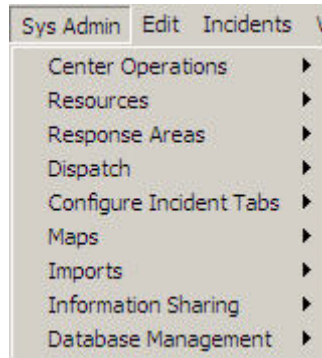 Sys Admin Edit Incidents
Center Operations
Resources
Response Areas
Dispatch
Configure Incident Tabs
Maps
Imports
Information Sharing
Database Management